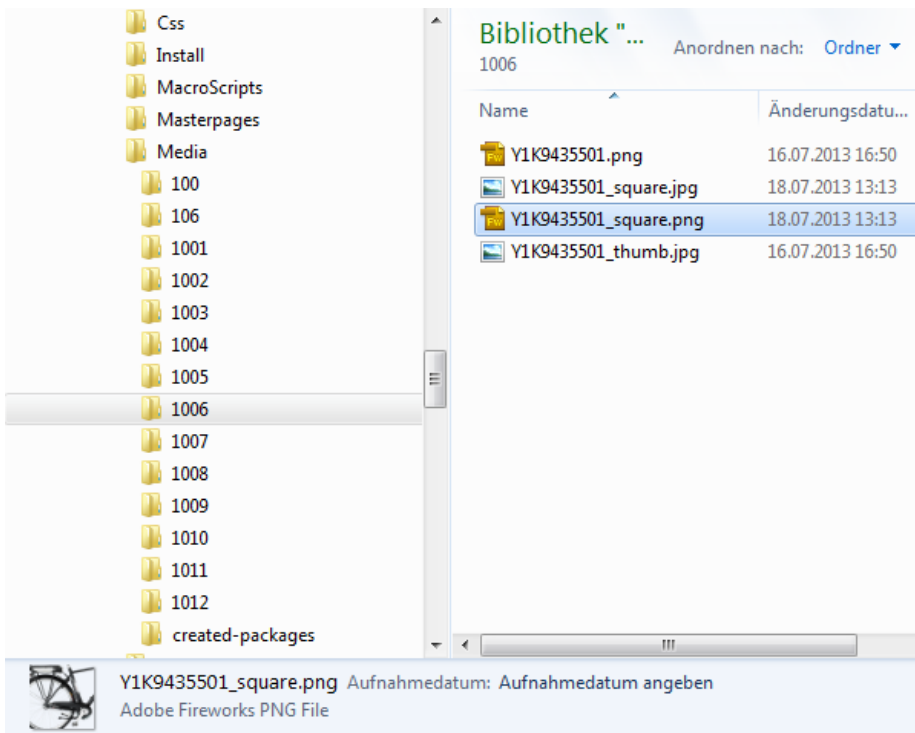 Css
Install
MacroScripts
Masterpages
Media
100
106
1001
1002
1003
1004
1005
1006
1007
1008
1009
1010
1011
1012
created-packages
Bibliothek "...
1006
Anordnen nach: Ordner
Name Änderungsdatu...
Y1K9435501.png 16.07.2013 16:50
Y1K9435501_square.jpg 18.07.2013 13:13
Y1K9435501_square.png 18.07.2013 13:13
Y1K9435501_thumb.jpg 16.07.2013 16:50
Y1K9435501_square.png Aufnahmedatum: Aufnahmedatum angeben
Adobe Fireworks PNG File